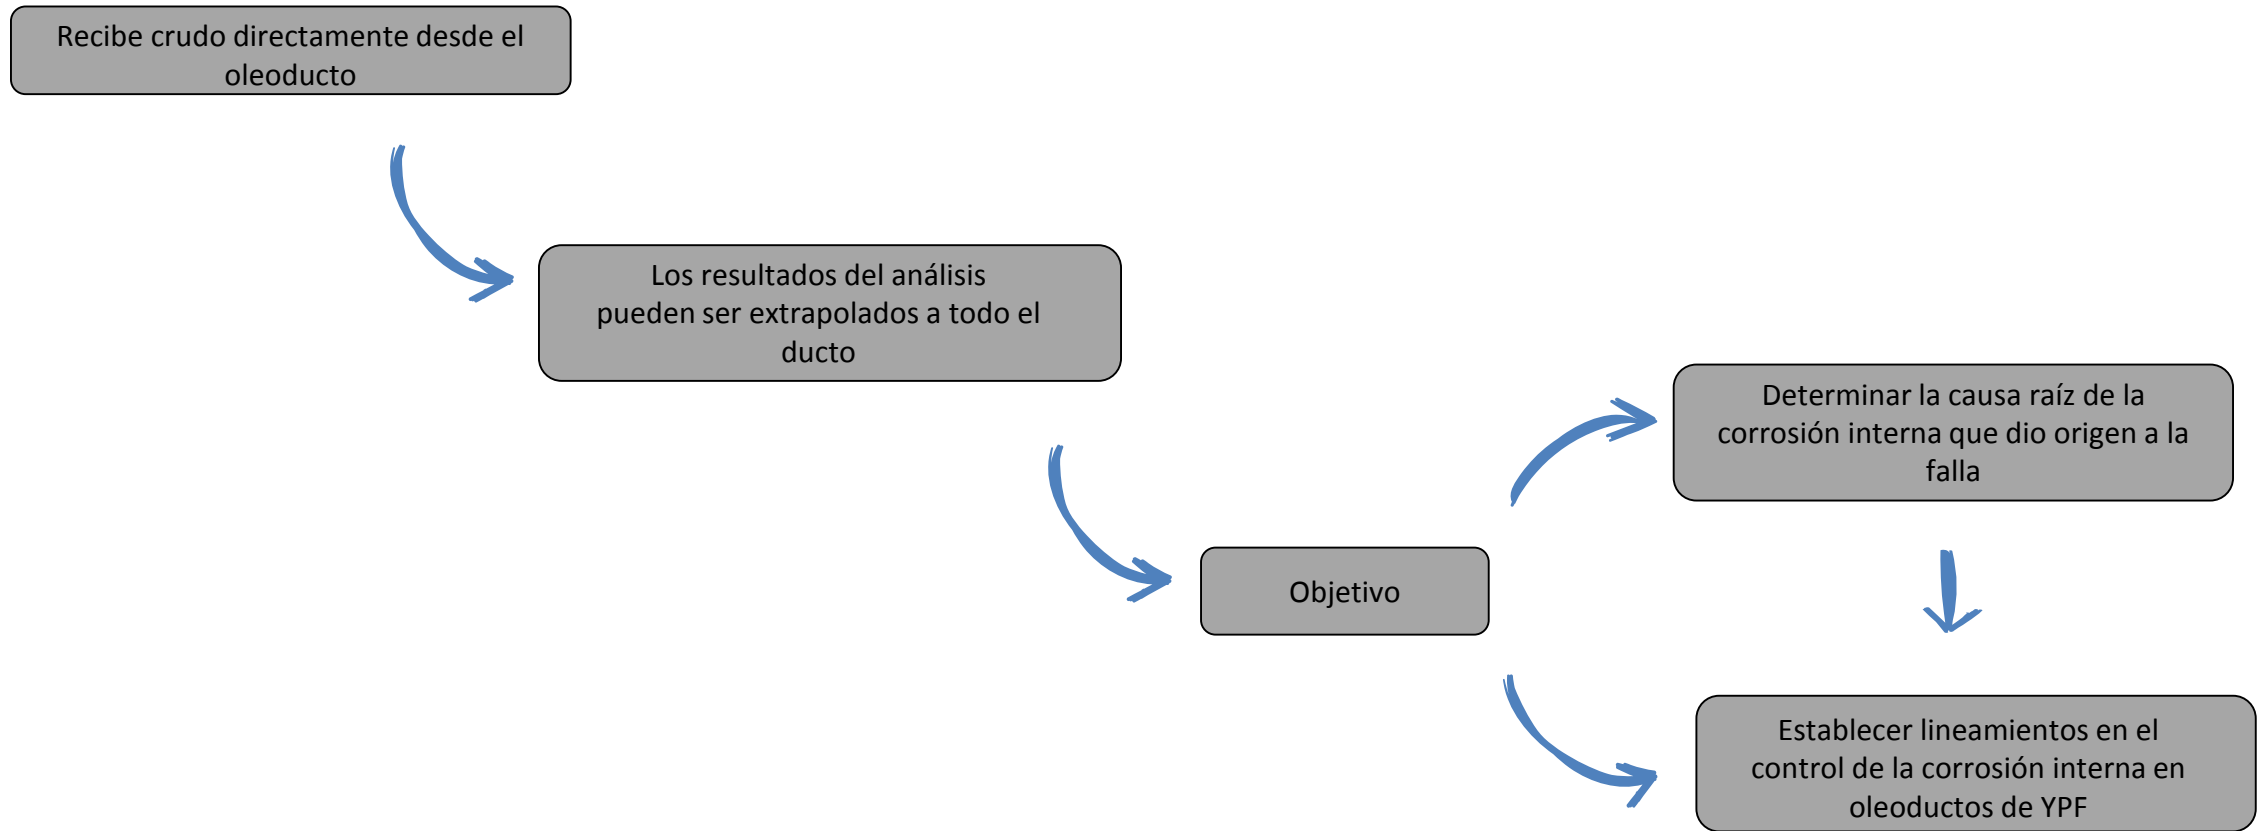 Recibe crudo directamente desde el
oleoducto
Los resultados del análisis
pueden ser extrapolados a todo el
ducto
Objetivo
Determinar la causa raíz de la
corrosión interna que dio origen a la
falla
Establecer lineamientos en el
control de la corrosión interna en
oleoductos de YPF